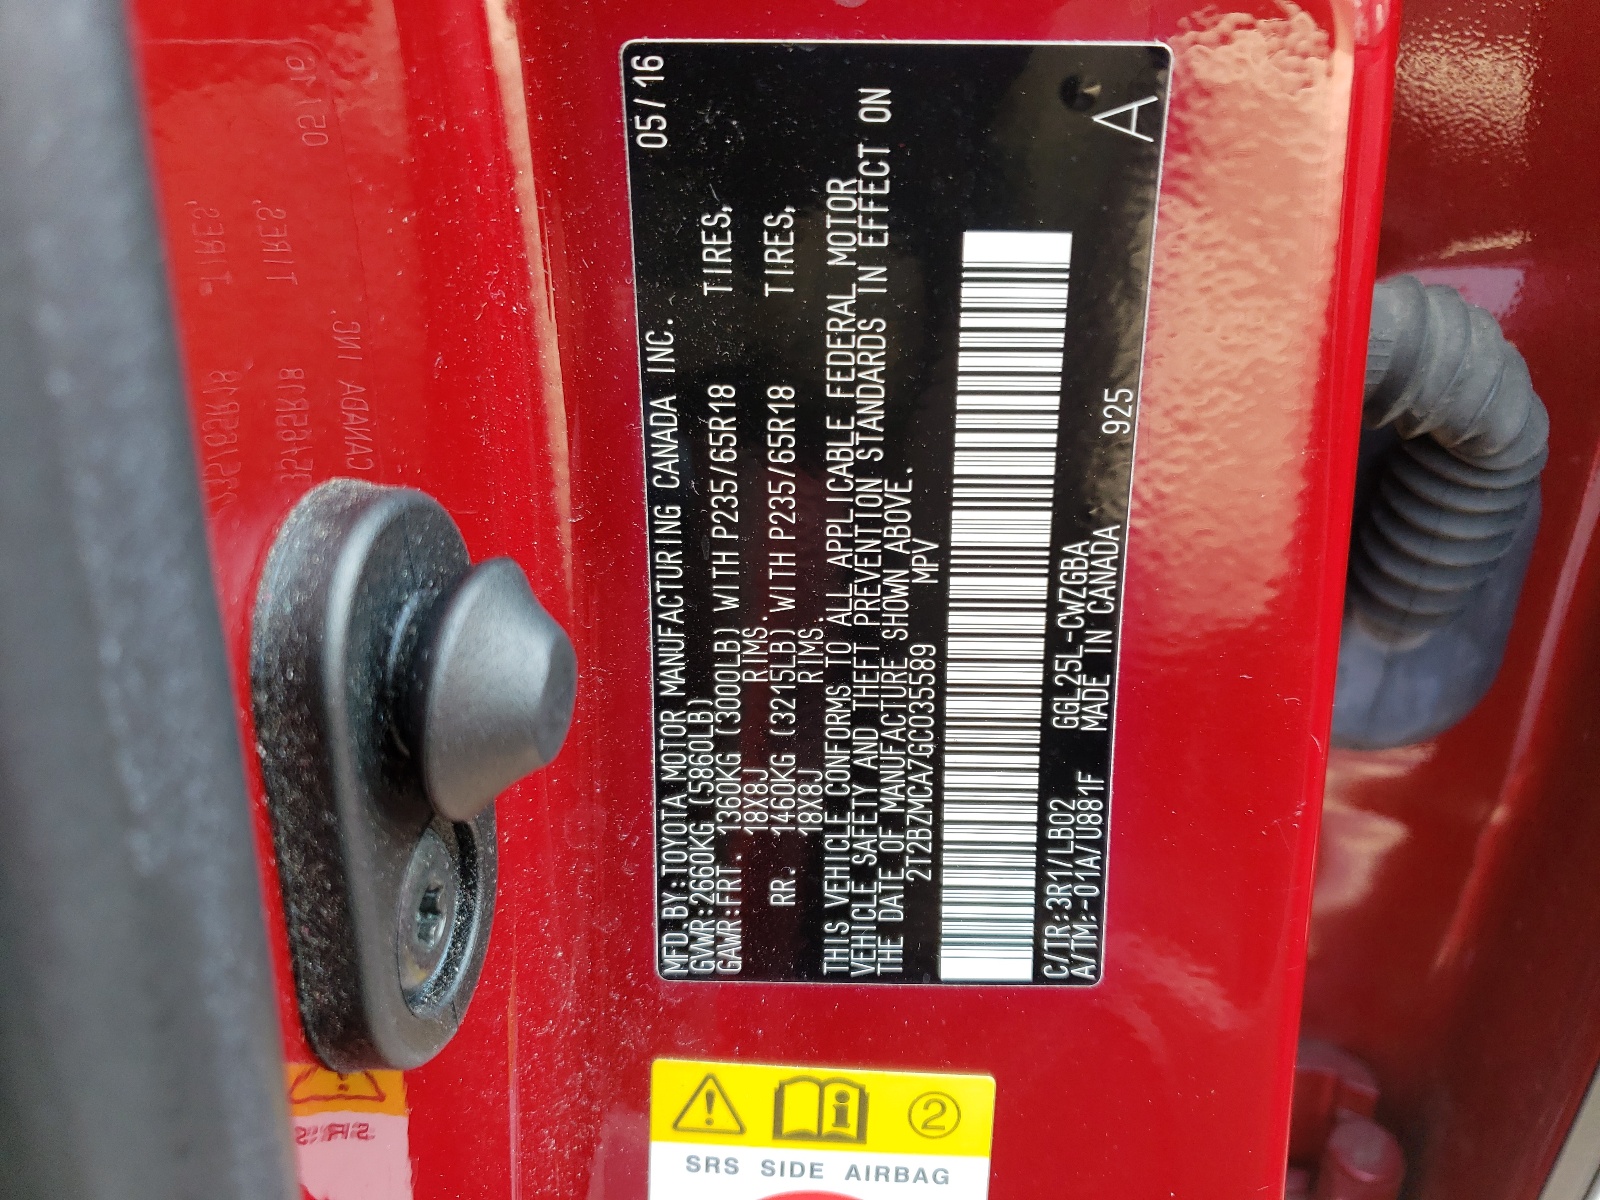 MFD.BY:TOYOTA MOTOR MANUFACTURING CANADA INC. 05/16
GVWR:2660KG (5860LB)
GAWR:FRT. 1360KG (3000LB) WITH P235/65R18 TIRES,
18X8J RIMS.
RR. 1460KG (3215LB) WITH P235/65R18 TIRES,
18X8J RIMS.
THIS VEHICLE CONFORMS TO ALL APPLICABLE FEDERAL MOTOR
VEHICLE SAFETY AND THEFT PREVENTION STANDARDS IN EFFECT ON
THE DATE OF MANUFACTURE SHOWN ABOVE.
2T2BZMCA7GC035589 MPV
C/TR:3R1/LB02 GGL25L-CWZGBA
A/TM:-01A/U881F MADE IN CANADA 925
A
2
SRS SIDE AIRBAG